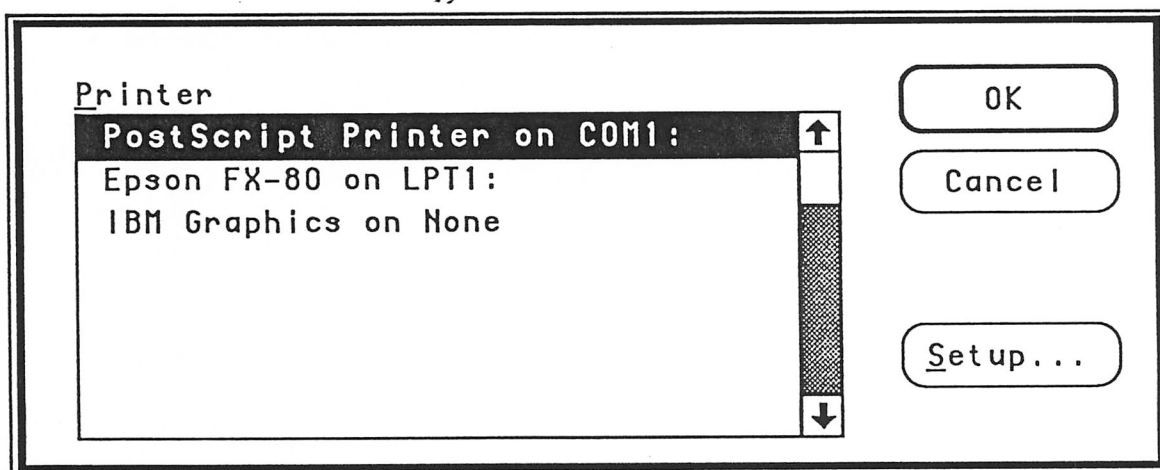 Printer
PostScript Printer on COM1:
Epson FX-80 on LPT1:
IBM Graphics on None
OK
Cancel
Setup...